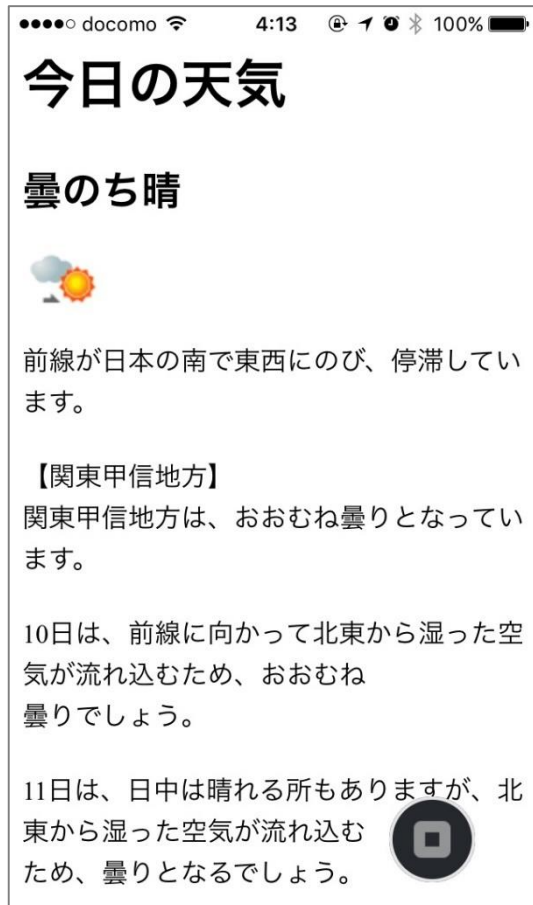 docomo 4:13 100%
今日の天気
曇のち晴
前線が日本の南で東西にのび、停滞してい
ます。
【関東甲信地方】
関東甲信地方は、おおむね曇りとなってい
ます。
10日は、前線に向かって北東から湿った空
気が流れ込むため、おおむね
曇りでしょう。
11日は、日中は晴れる所もありますが、北
東から湿った空気が流れ込む
ため、曇りとなるでしょう。